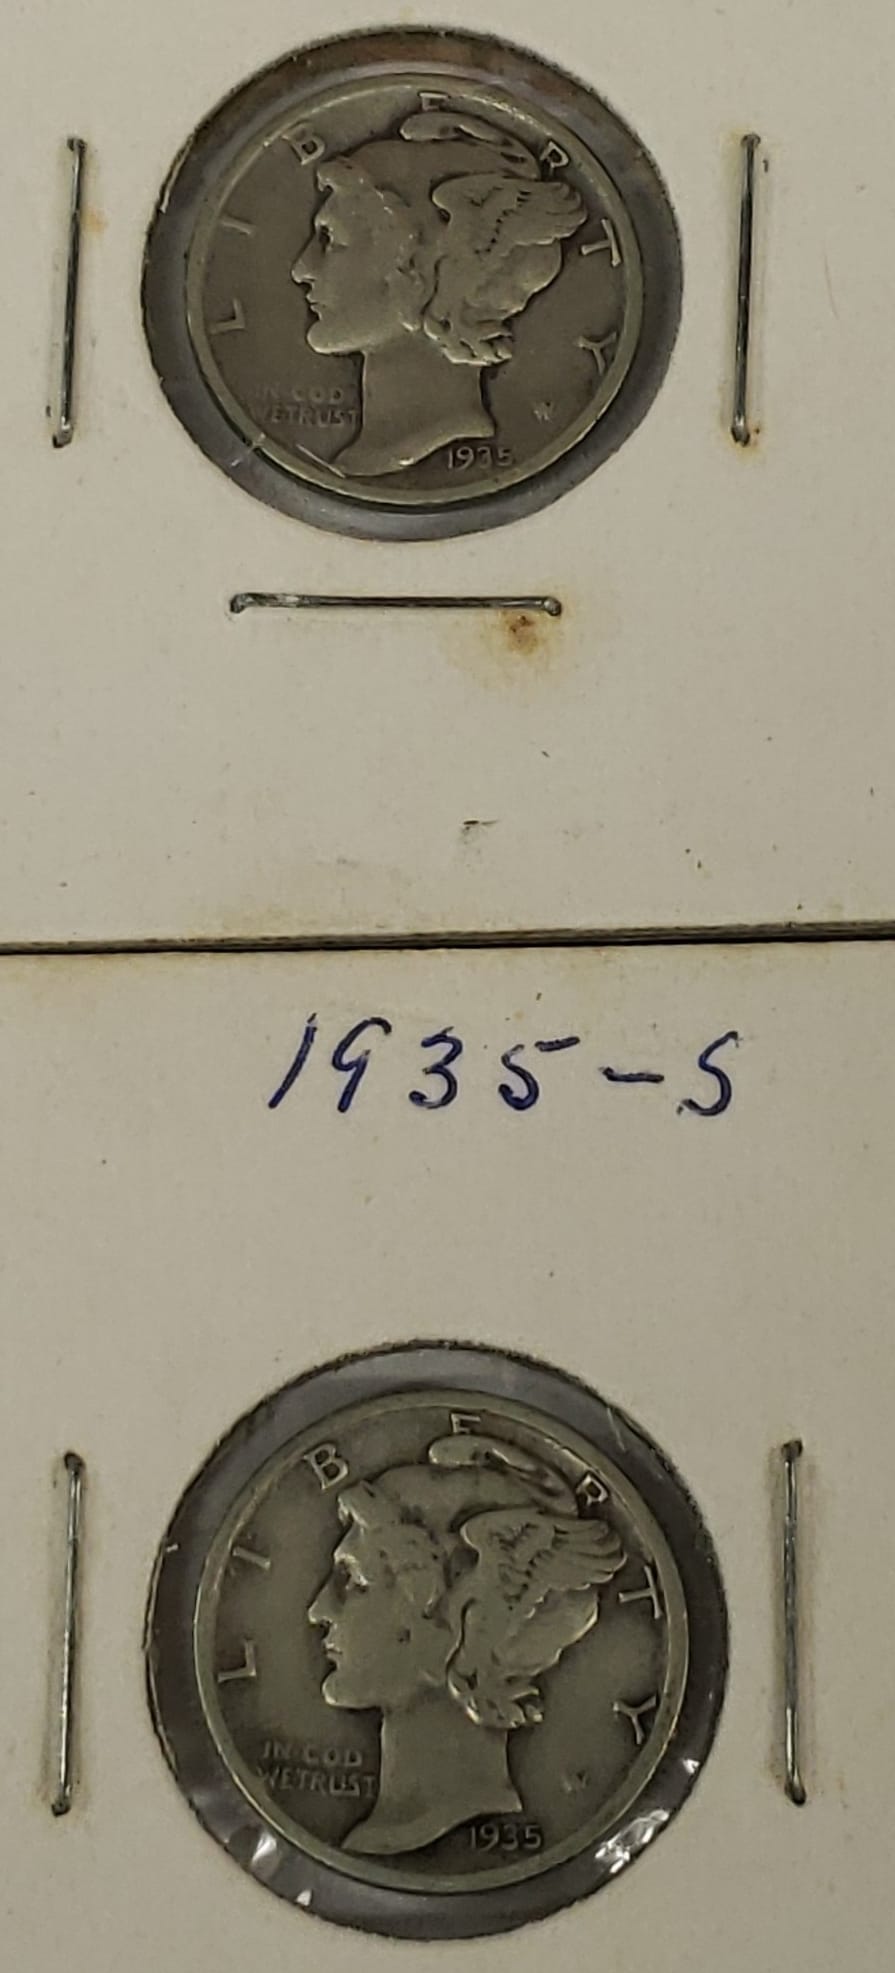 LIBERTY
IN GOD
WE TRUST
1935
1935-S
LIBERTY
IN GOD
WE TRUST
1935